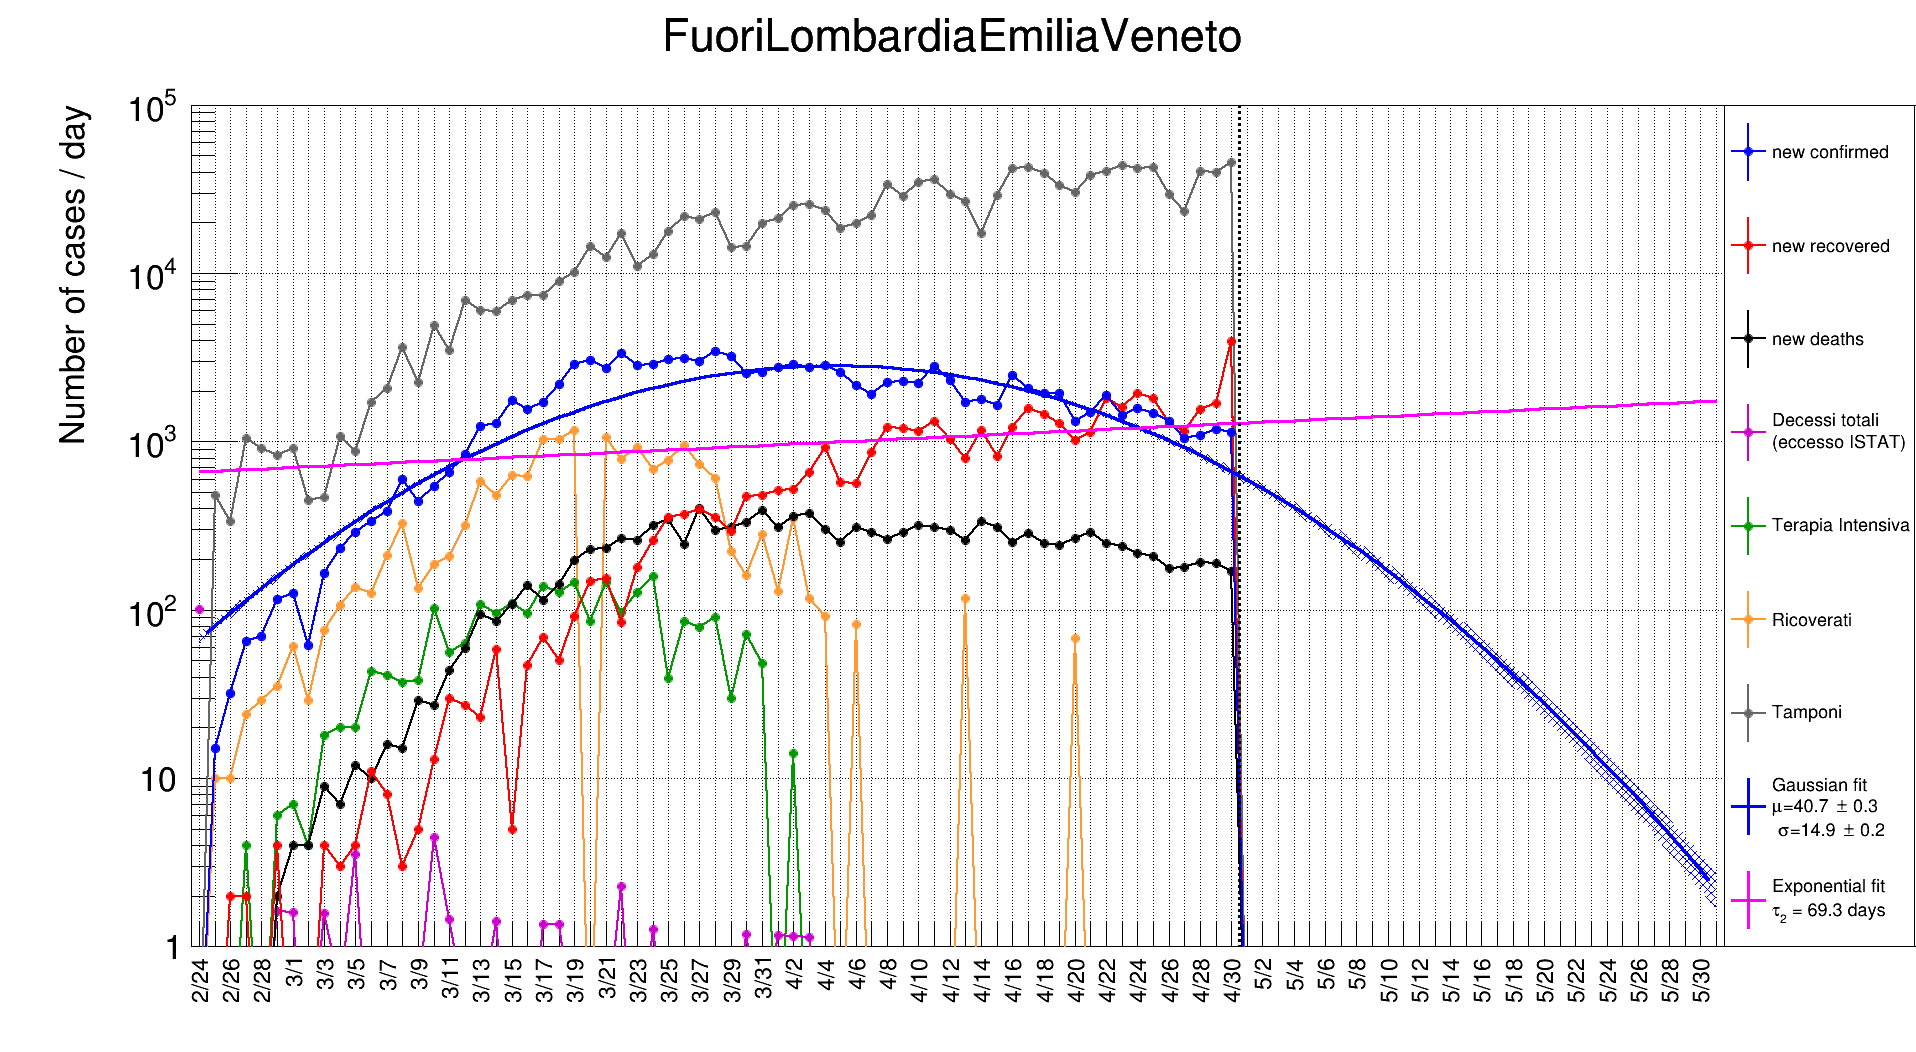 FuoriLombardiaEmiliaVeneto
Number of cases / day
10^5
10^4
10^3
10^2
10
1
2/24 2/26 2/28 3/1 3/3 3/5 3/7 3/9 3/11 3/13 3/15 3/17 3/19 3/21 3/23 3/25 3/27 3/29 3/31 4/2 4/4 4/6 4/8 4/10 4/12 4/14 4/16 4/18 4/20 4/22 4/24 4/26 4/28 4/30 5/2 5/4 5/6 5/8 5/10 5/12 5/14 5/16 5/18 5/20 5/22 5/24 5/26 5/28 5/30
new confirmed
new recovered
new deaths
Decessi totali
(eccesso ISTAT)
Terapia Intensiva
Ricoverati
Tamponi
Gaussian fit
μ=40.7 ± 0.3
σ=14.9 ± 0.2
Exponential fit
τ_2 = 69.3 days